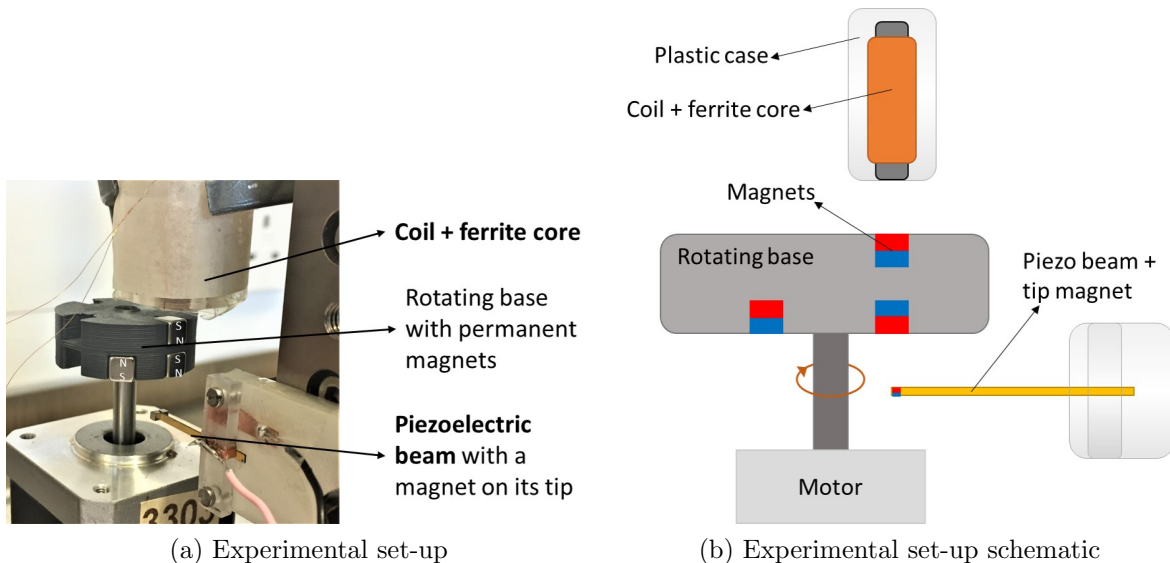 Coil + ferrite core
Rotating base
with permanent
magnets
Piezoelectric
beam with a
magnet on its tip
S
N
S
N
N
S
3303
(a) Experimental set-up
Plastic case
Coil + ferrite core
Magnets
Rotating base
Piezo beam +
tip magnet
Motor
(b) Experimental set-up schematic